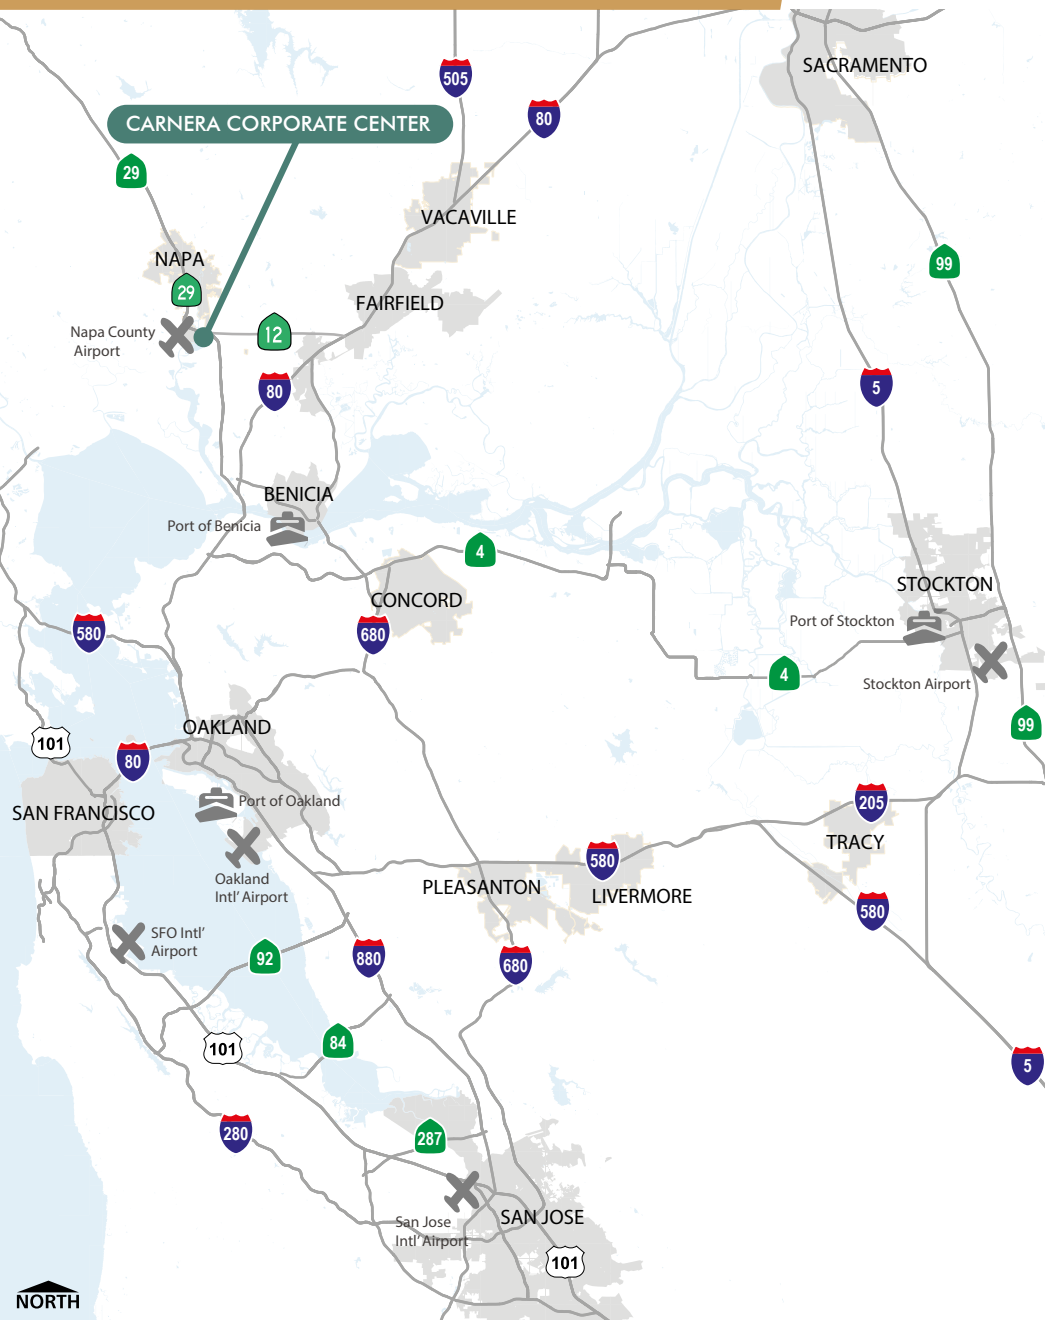 SACRAMENTO
505
80
CARNERA CORPORATE CENTER
29
VACAVILLE
NAPA
99
29
FAIRFIELD
Napa County
Airport
12
5
80
BENICIA
Port of Benicia
4
STOCKTON
CONCORD
Port of Stockton
580
680
4
Stockton Airport
OAKLAND
99
101
80
Port of Oakland
205
SAN FRANCISCO
TRACY
580
Oakland
Intl' Airport
PLEASANTON
LIVERMORE
580
SFO Intl'
Airport
92
880
680
84
101
5
280
287
San Jose
Intl' Airport
SAN JOSE
101
NORTH